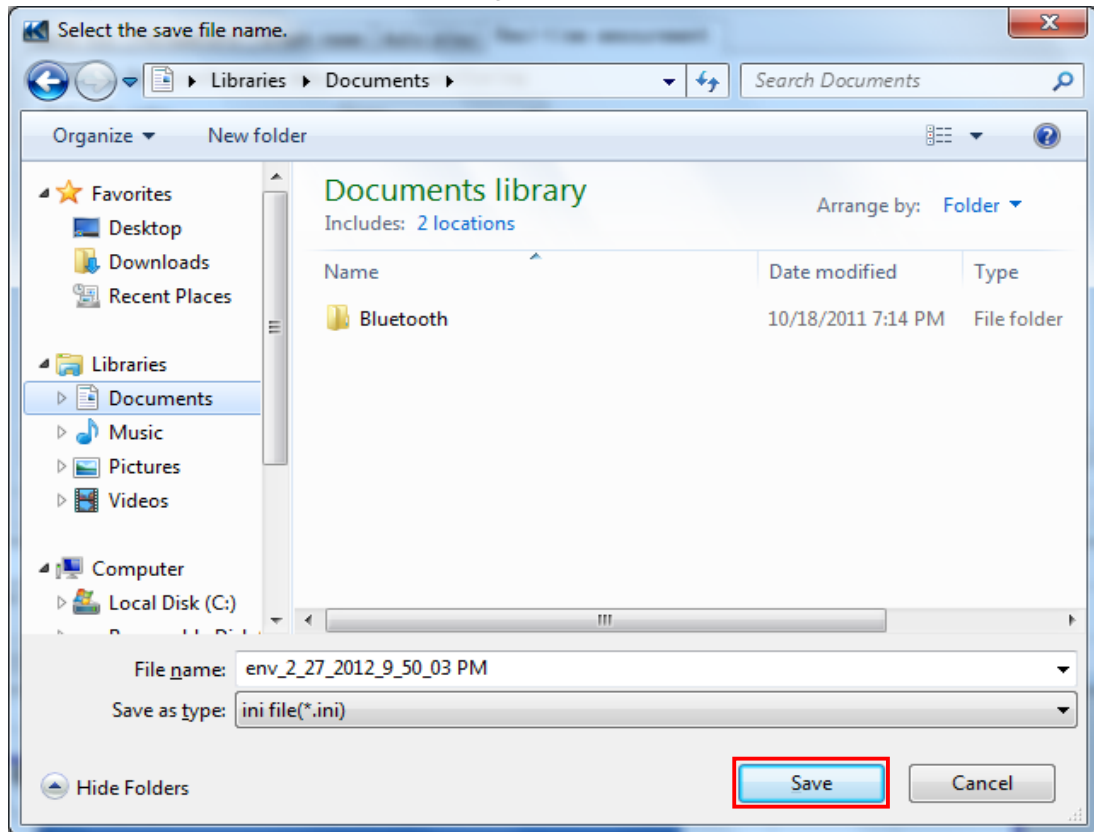 Select the save file name.
Libraries Documents
Search Documents
Organize New folder
Favorites
Desktop
Downloads
Recent Places
Libraries
Documents
Music
Pictures
Videos
Computer
Local Disk (C:)
Documents library
Includes: 2 locations
Arrange by: Folder
Name Date modified Type
Bluetooth 10/18/2011 7:14 PM File folder
File name: env_2_27_2012_9_50_03 PM
Save as type: ini file(*.ini)
Hide Folders
Save Cancel